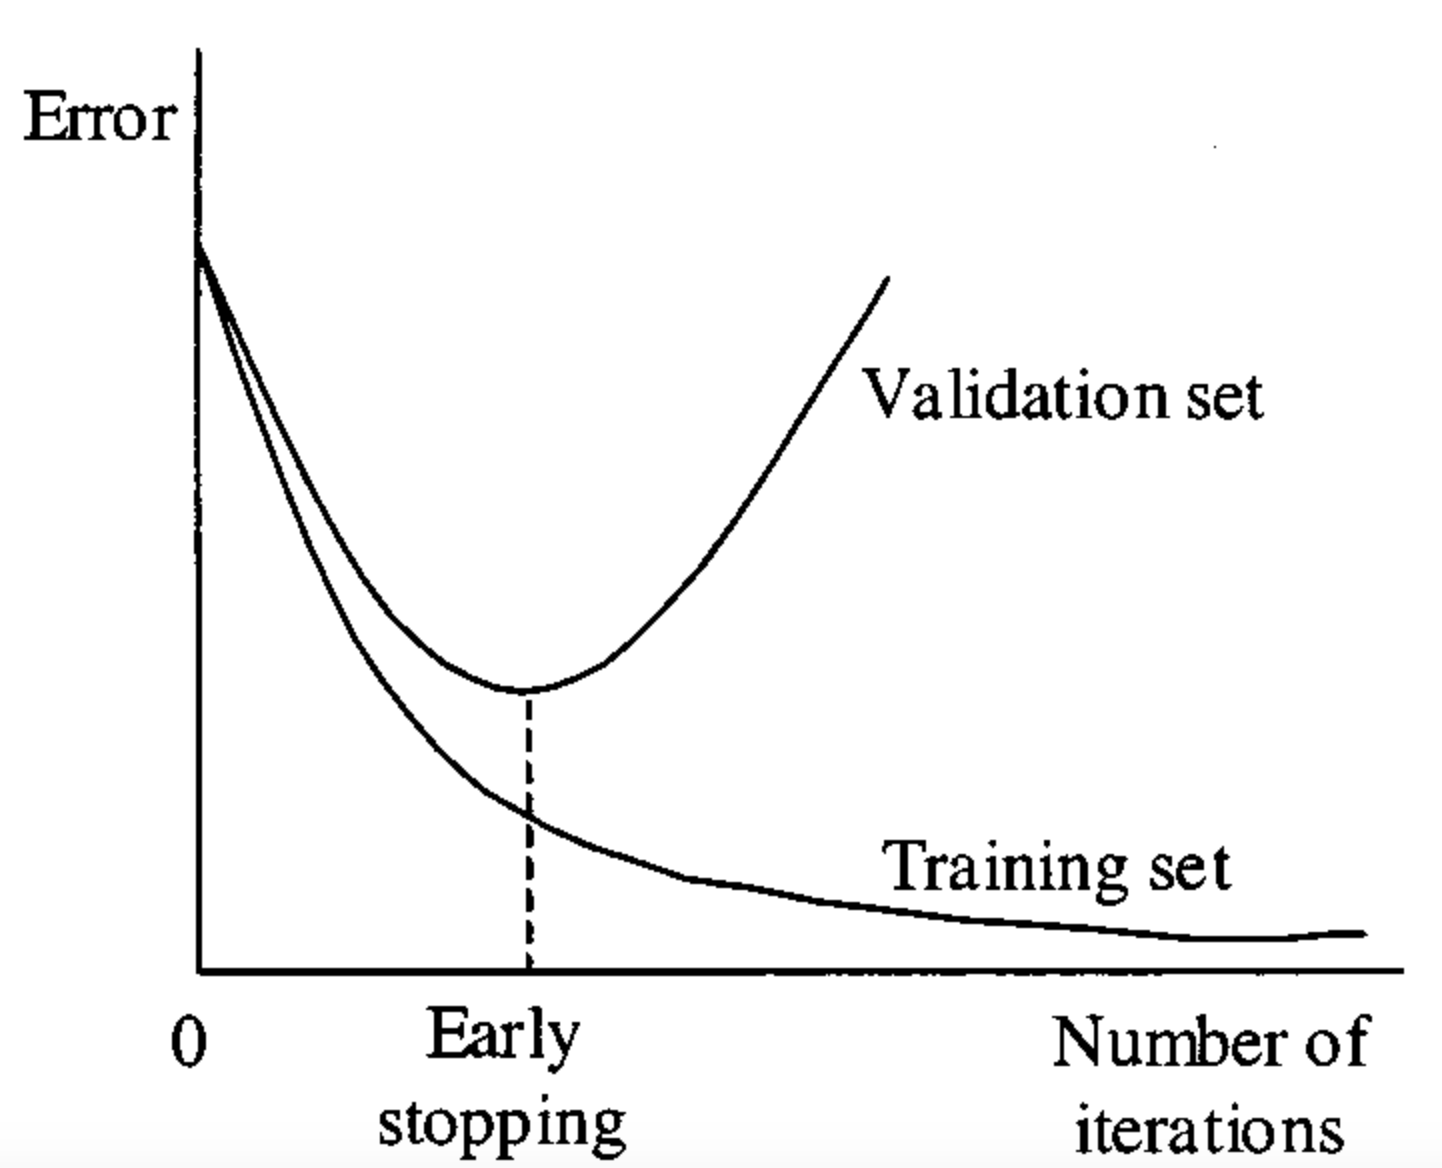 Error
Validation set
Training set
0
Early
stopping
Number of
iterations